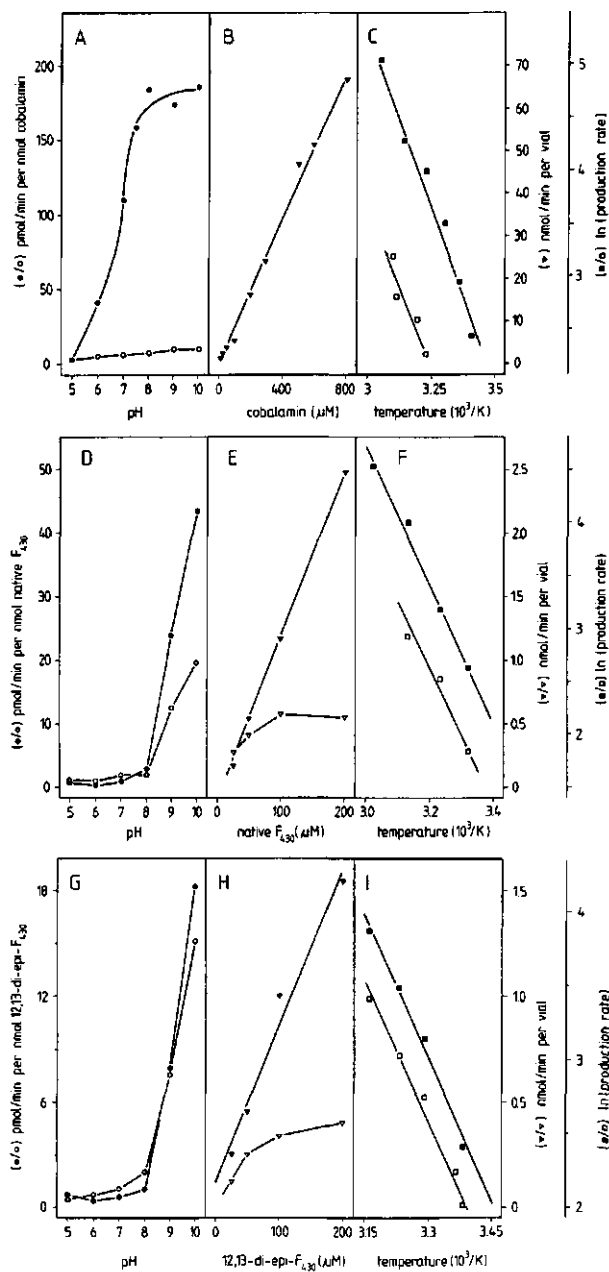 A
B
C
(●/○) pmol/min per nmol cobalamin
200
150
100
50
0
5 6 7 8 9 10
pH
0 400 800
cobalamin (μM)
70
60
50
40
30
20
10
0
(▼) nmol/min per vial
3 3.25 3.5
temperature (10³/K)
5
4
3
(■/□) ln (production rate)
D
E
F
(●/○) pmol/min per nmol native F430
50
40
30
20
10
0
5 6 7 8 9 10
pH
0 100 200
native F430 (μM)
2.5
2.0
1.5
1.0
0.5
0
(▼/▽) nmol/min per vial
3.0 3.2 3.4
temperature (10³/K)
4
3
2
(■/□) ln (production rate)
G
H
I
(●/○) pmol/min per nmol 12,13-di-epi-F430
18
12
6
3
0
5 6 7 8 9 10
pH
0 100 200
12,13-di-epi-F430 (μM)
1.5
1.0
0.5
0
(▼/▽) nmol/min per vial
3.15 3.3 3.45
temperature (10³/K)
4
3
2
(■/□) ln (production rate)